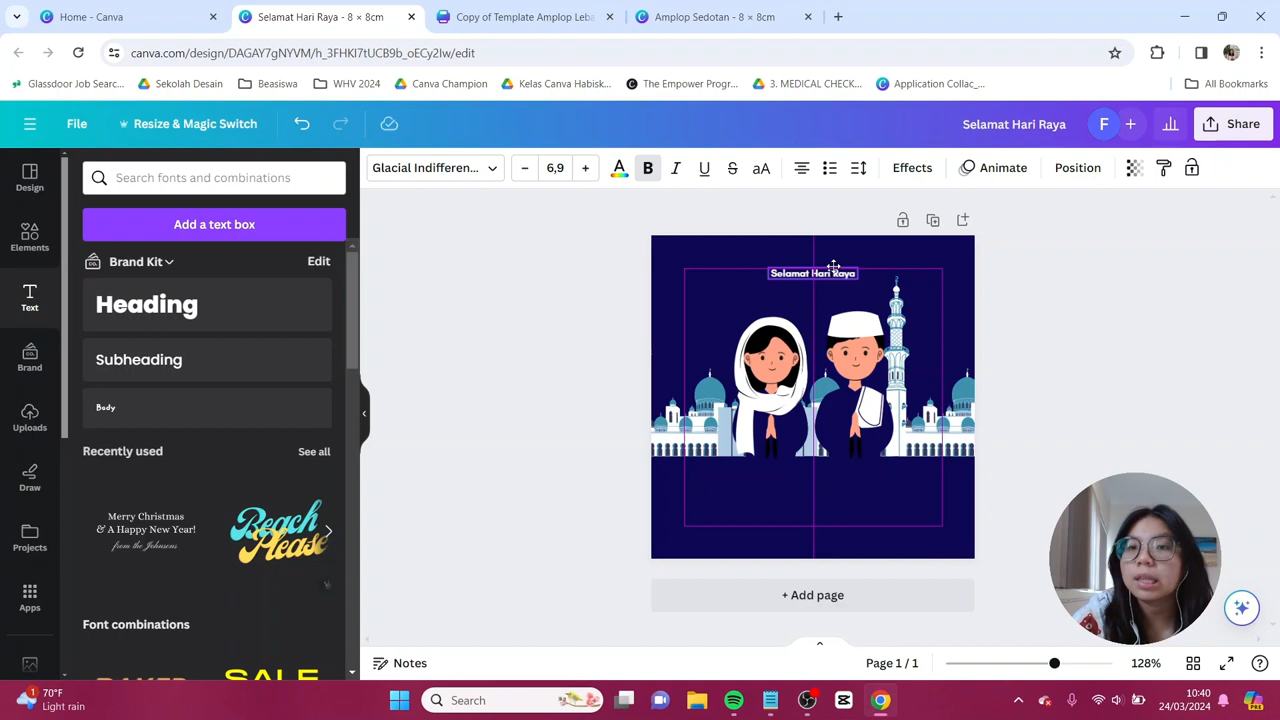 Home - Canva
Selamat Hari Raya - 8 × 8cm
Copy of Template Amplop Leba
Amplop Sedotan - 8 × 8cm
canva.com/design/DAGAY7gNYVM/h_3FHKI7tUCB9b_oECy2Iw/edit
Glassdoor Job Searc...
Sekolah Desain
Beasiswa
WHV 2024
Canva Champion
Kelas Canva Habisk...
The Empower Progr...
3. MEDICAL CHECK...
Application Collac_...
All Bookmarks
File
Resize & Magic Switch
Selamat Hari Raya
F
Share
Design
Elements
Text
Brand
Uploads
Draw
Projects
Apps
Search fonts and combinations
Add a text box
Brand Kit
Edit
Heading
Subheading
Body
Recently used
See all
Merry Christmas
& A Happy New Year!
from the Johnsons
Beach
Please
Font combinations
SALE
Glacial Indifferen...
6,9
B
I
U
S
aA
Effects
Animate
Position
Selamat Hari Raya
+ Add page
Notes
Page 1 / 1
128%
1
70°F
Light rain
Search
10:40
24/03/2024